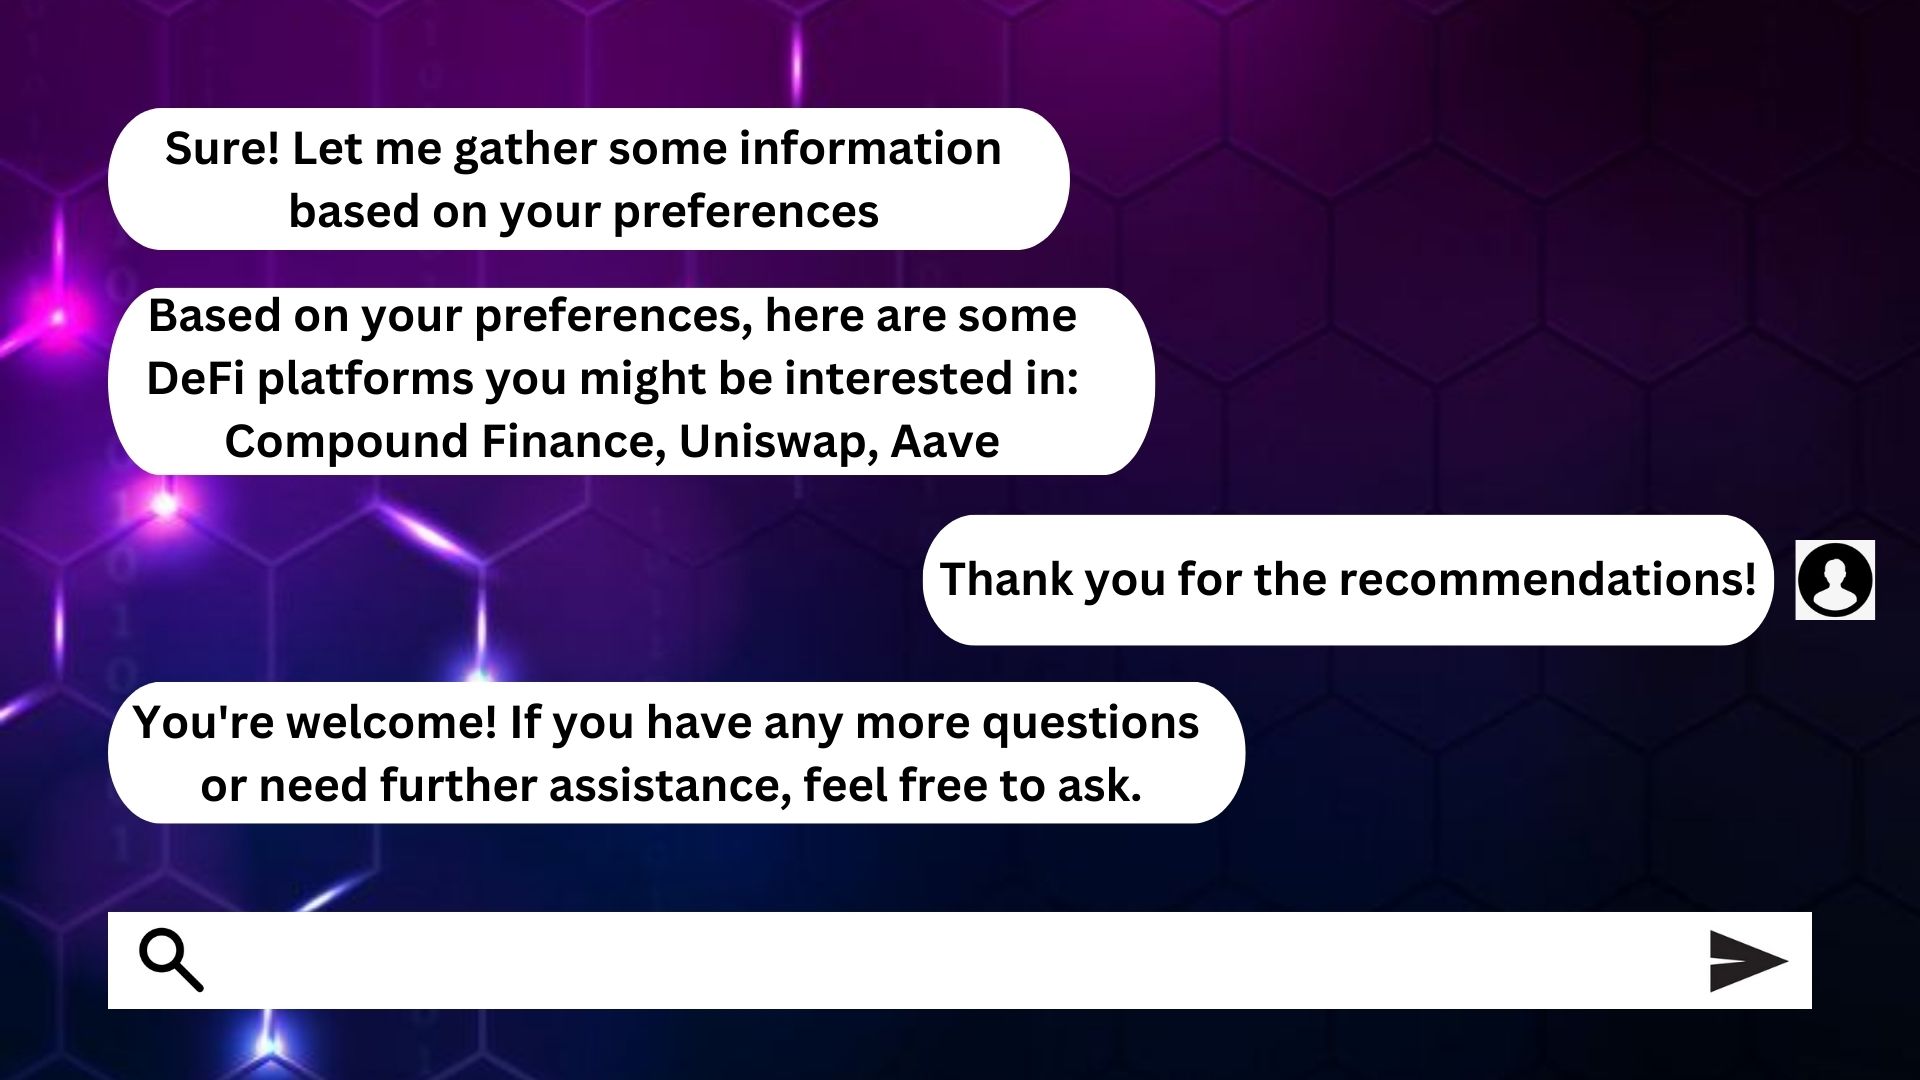 Sure! Let me gather some information
based on your preferences
Based on your preferences, here are some
DeFi platforms you might be interested in:
Compound Finance, Uniswap, Aave
Thank you for the recommendations!
You're welcome! If you have any more questions
or need further assistance, feel free to ask.